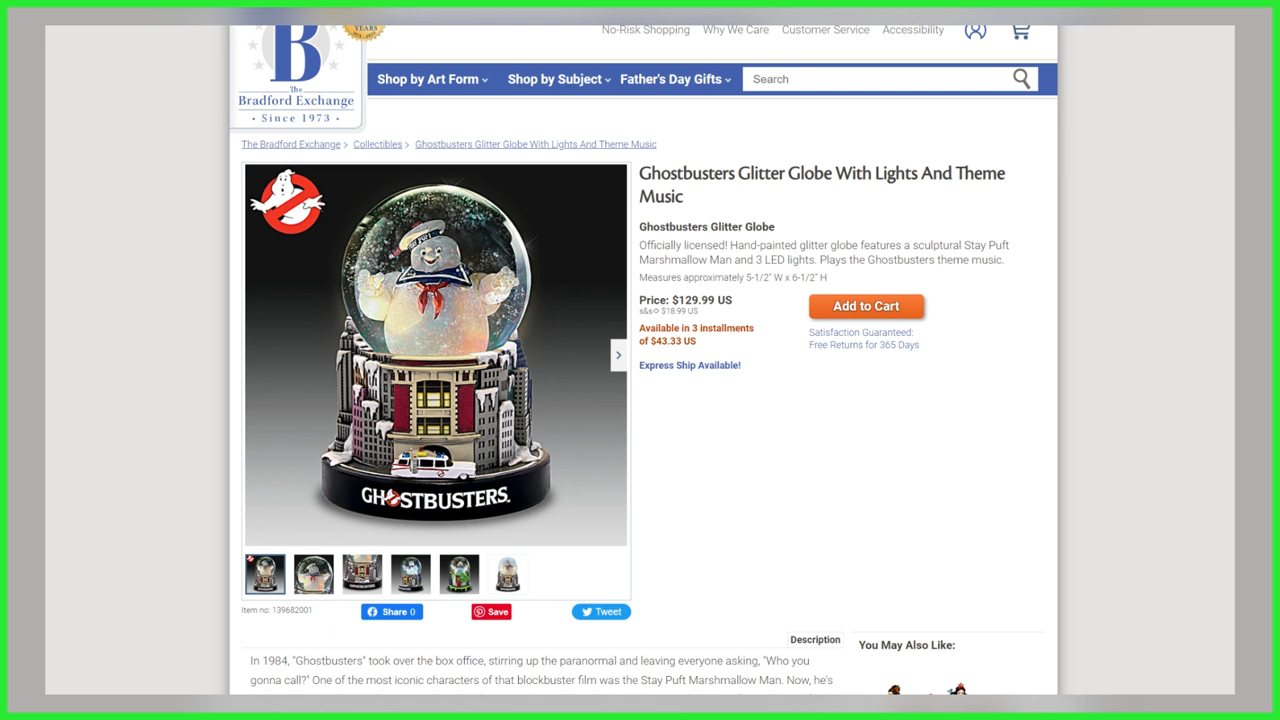 YEARS
B
The
Bradford Exchange
• Since 1973 •
No-Risk Shopping Why We Care Customer Service Accessibility
Shop by Art Form Shop by Subject Father's Day Gifts Search
The Bradford Exchange > Collectibles > Ghostbusters Glitter Globe With Lights And Theme Music
GHOSTBUSTERS
Ghostbusters Glitter Globe With Lights And Theme
Music
Ghostbusters Glitter Globe
Officially licensed! Hand-painted glitter globe features a sculptural Stay Puft
Marshmallow Man and 3 LED lights. Plays the Ghostbusters theme music.
Measures approximately 5-1/2" W x 6-1/2" H
Price: $129.99 US
s&s◇ $18.99 US
Available in 3 installments
of $43.33 US
Express Ship Available!
Add to Cart
Satisfaction Guaranteed:
Free Returns for 365 Days
Item no: 139682001
Share 0
Save
Tweet
Description
In 1984, "Ghostbusters" took over the box office, stirring up the paranormal and leaving everyone asking, "Who you
gonna call?" One of the most iconic characters of that blockbuster film was the Stay Puft Marshmallow Man. Now, he's
You May Also Like: